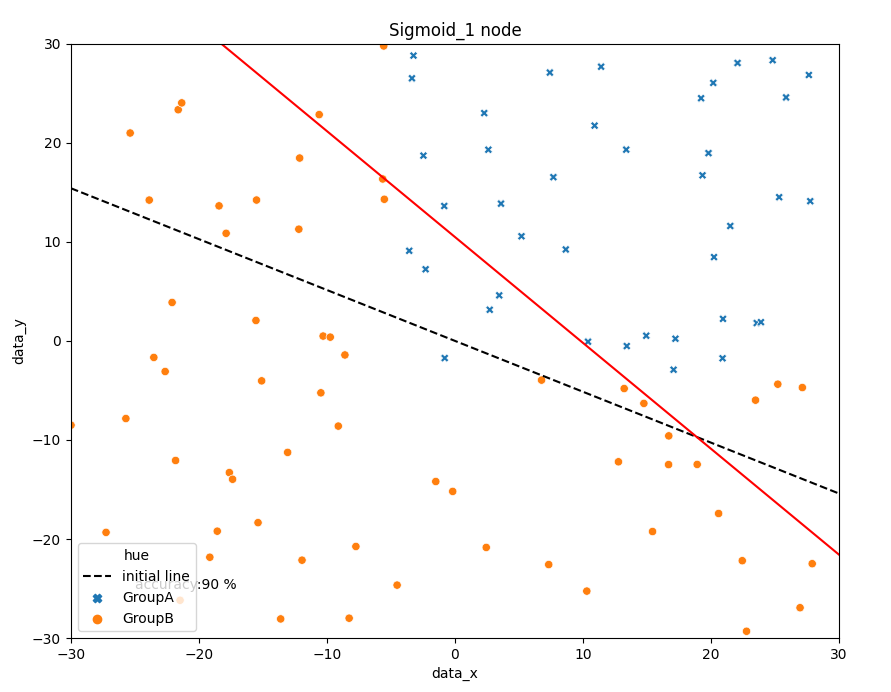 Sigmoid_1 node
30
20
10
0
−10
−20
−30
data_y
hue
initial line
accuracy:90 %
GroupA
GroupB
−30 −20 −10 0 10 20 30
data_x